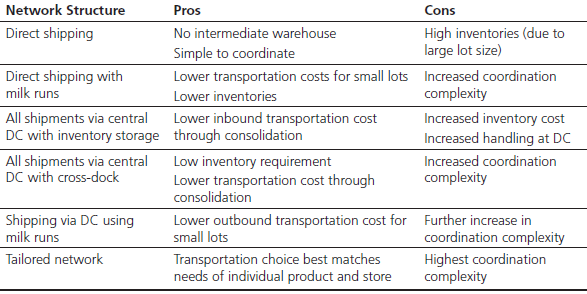 Network Structure Pros Cons
Direct shipping No intermediate warehouse High inventories (due to
Simple to coordinate large lot size)
Direct shipping with Lower transportation costs for small lots Increased coordination
milk runs Lower inventories complexity
All shipments via central Lower inbound transportation cost Increased inventory cost
DC with inventory storage through consolidation Increased handling at DC
All shipments via central Low inventory requirement Increased coordination
DC with cross-dock Lower transportation cost through complexity
consolidation
Shipping via DC using Lower outbound transportation cost for Further increase in
milk runs small lots coordination complexity
Tailored network Transportation choice best matches Highest coordination
needs of individual product and store complexity